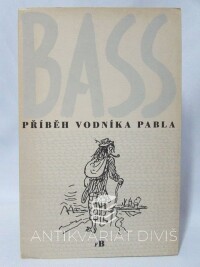 BASS
PŘÍBĚH VODNÍKA PABLA
ANTIKVARIÁT DIVIŠ